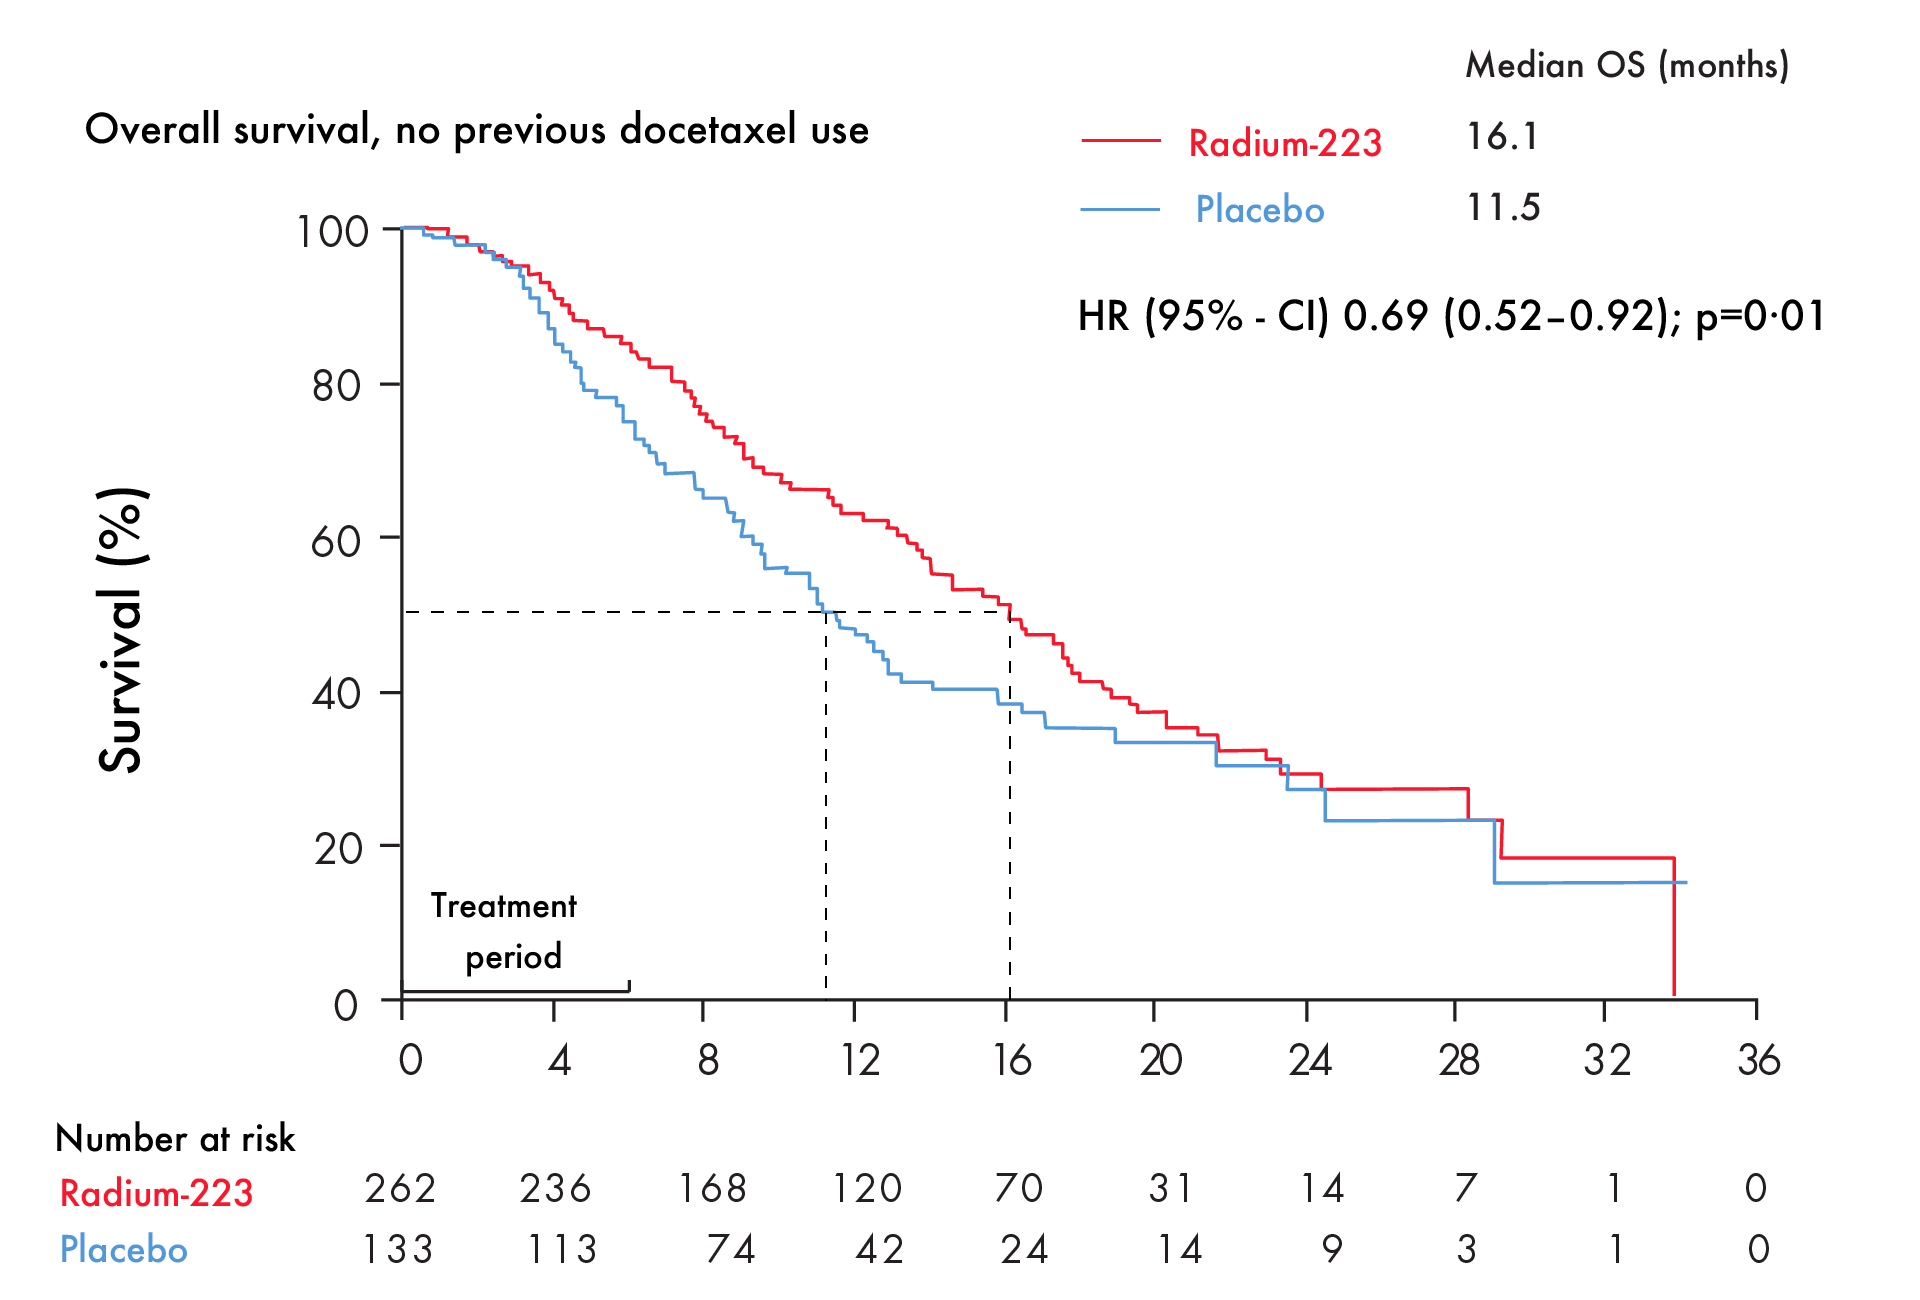 Median OS (months)
Overall survival, no previous docetaxel use
Radium-223 16.1
Placebo 11.5
HR (95% - CI) 0.69 (0.52–0.92); p=0·01
Survival (%)
100
80
60
40
20
0
Treatment
period
0 4 8 12 16 20 24 28 32 36
Number at risk
Radium-223 262 236 168 120 70 31 14 7 1 0
Placebo 133 113 74 42 24 14 9 3 1 0